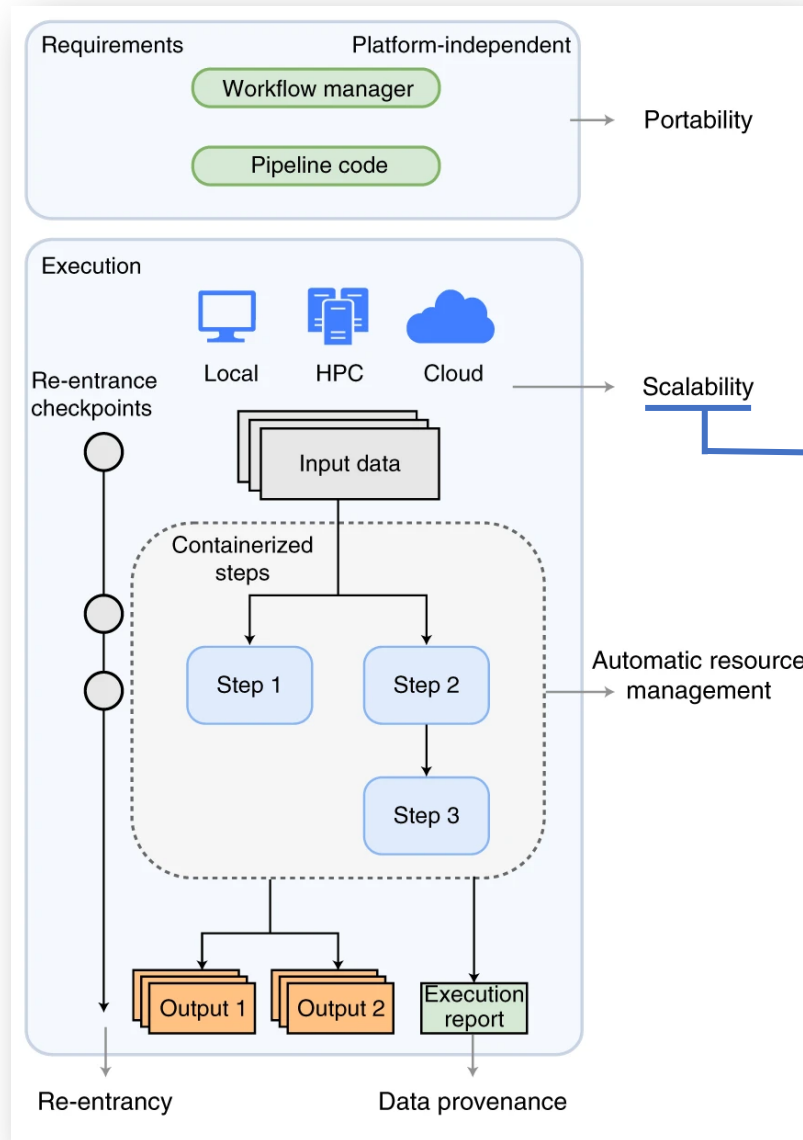 Requirements
Platform-independent
Workflow manager
Pipeline code
Portability
Execution
Local
HPC
Cloud
Scalability
Re-entrance
checkpoints
Input data
Containerized
steps
Step 1
Step 2
Step 3
Automatic resource
management
Output 1
Output 2
Execution
report
Re-entrancy
Data provenance